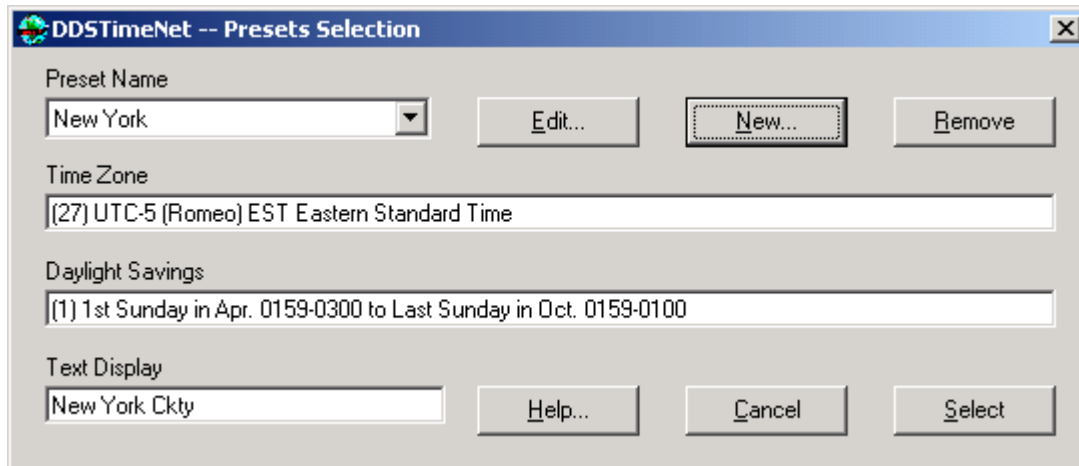 DDSTimeNet -- Presets Selection
Preset Name
New York
Edit...
New...
Remove
Time Zone
(27) UTC-5 (Romeo) EST Eastern Standard Time
Daylight Savings
(1) 1st Sunday in Apr. 0159-0300 to Last Sunday in Oct. 0159-0100
Text Display
New York Ckty
Help...
Cancel
Select